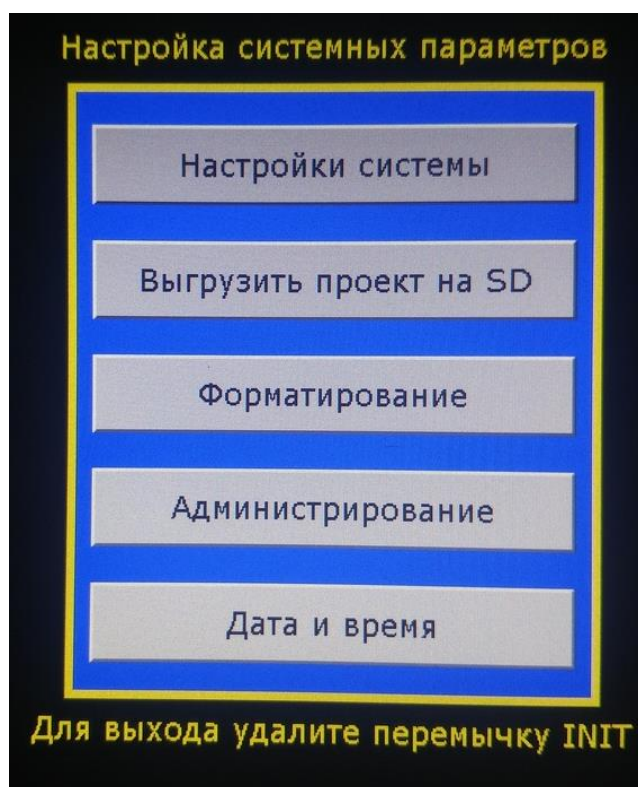 Настройка системных параметров
Настройки системы
Выгрузить проект на SD
Форматирование
Администрирование
Дата и время
Для выхода удалите перемычку INIT